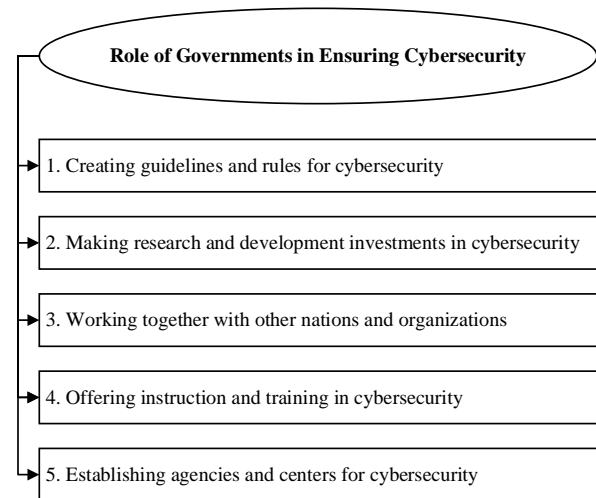 Role of Governments in Ensuring Cybersecurity
1. Creating guidelines and rules for cybersecurity
2. Making research and development investments in cybersecurity
3. Working together with other nations and organizations
4. Offering instruction and training in cybersecurity
5. Establishing agencies and centers for cybersecurity